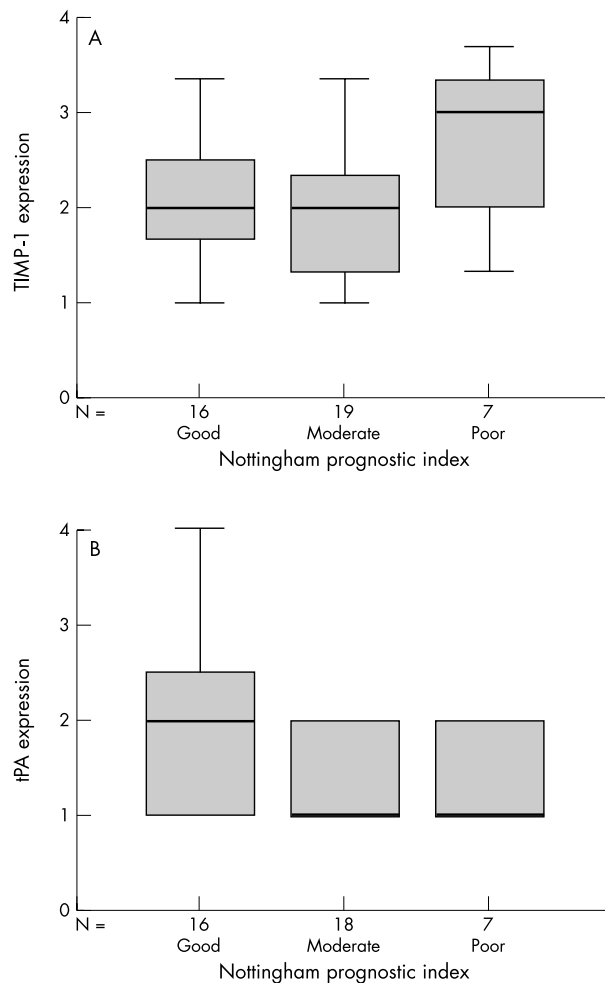 A
4
3
2
1
0
TIMP-1 expression
N = 16 19 7
Good Moderate Poor
Nottingham prognostic index
B
4
3
2
1
0
tPA expression
N = 16 18 7
Good Moderate Poor
Nottingham prognostic index